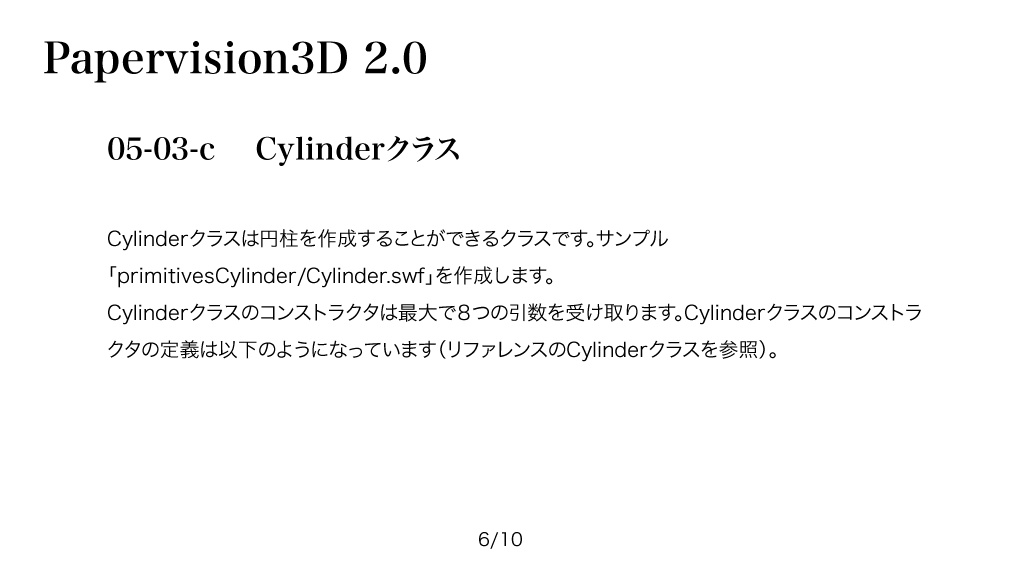 Papervision3D 2.0
05-03-c Cylinderクラス
Cylinderクラスは円柱を作成することができるクラスです。サンプル
「primitivesCylinder/Cylinder.swf」を作成します。
Cylinderクラスのコンストラクタは最大で8つの引数を受け取ります。Cylinderクラスのコンストラ
クタの定義は以下のようになっています（リファレンスのCylinderクラスを参照）。
6/10